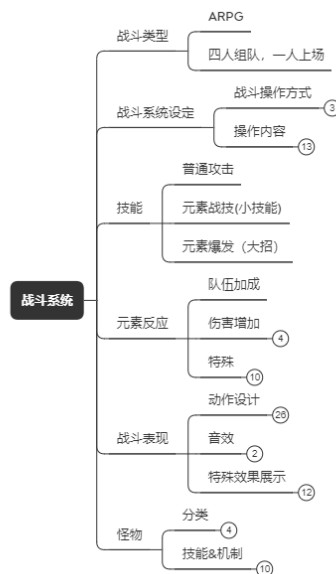 战斗系统
战斗类型
ARPG
四人组队，一人上场
战斗系统设定
战斗操作方式
3
操作内容
13
技能
普通攻击
元素战技(小技能)
元素爆发（大招）
元素反应
队伍加成
伤害增加
4
特殊
10
战斗表现
动作设计
26
音效
2
特殊效果展示
12
怪物
分类
4
技能&机制
10